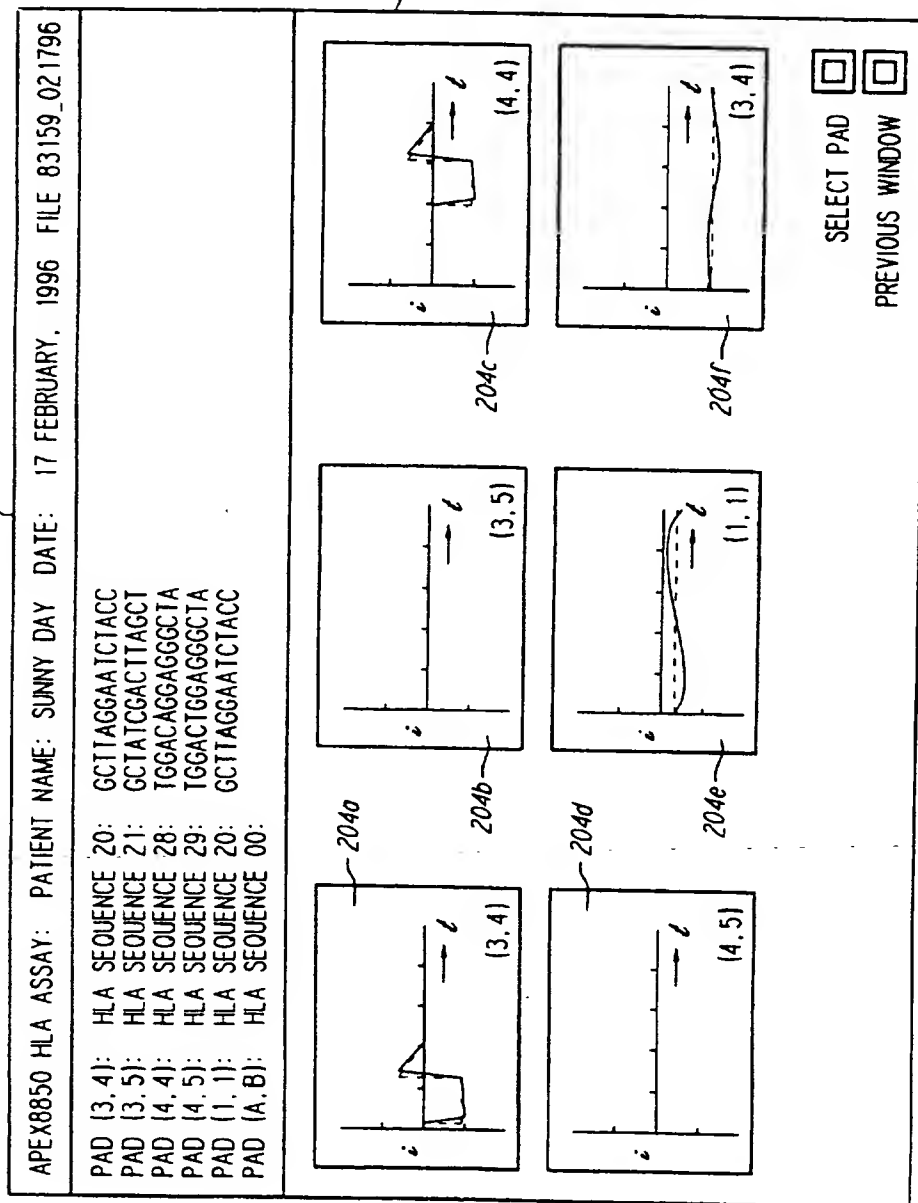 APEX8850 HLA ASSAY: PATIENT NAME: SUNNY DAY DATE: 17 FEBRUARY, 1996 FILE 83159_021796
PAD (3,4): HLA SEQUENCE 20: GCTTAGGAATCTACC
PAD (3,5): HLA SEQUENCE 21: GCTATCGACTTAGCT
PAD (4,4): HLA SEQUENCE 28: TGGACAGGAGGGCTA
PAD (4,5): HLA SEQUENCE 29: TGGACTGGAGGGCTA
PAD (1,1): HLA SEQUENCE 20: GCTTAGGAATCTACC
PAD (A,B): HLA SEQUENCE 00:
204a
i
t
(3,4)
204b
i
t
(3,5)
204c
i
t
(4,4)
204d
i
t
(4,5)
204e
i
t
(1,1)
204f
i
t
(3,4)
SELECT PAD
PREVIOUS WINDOW